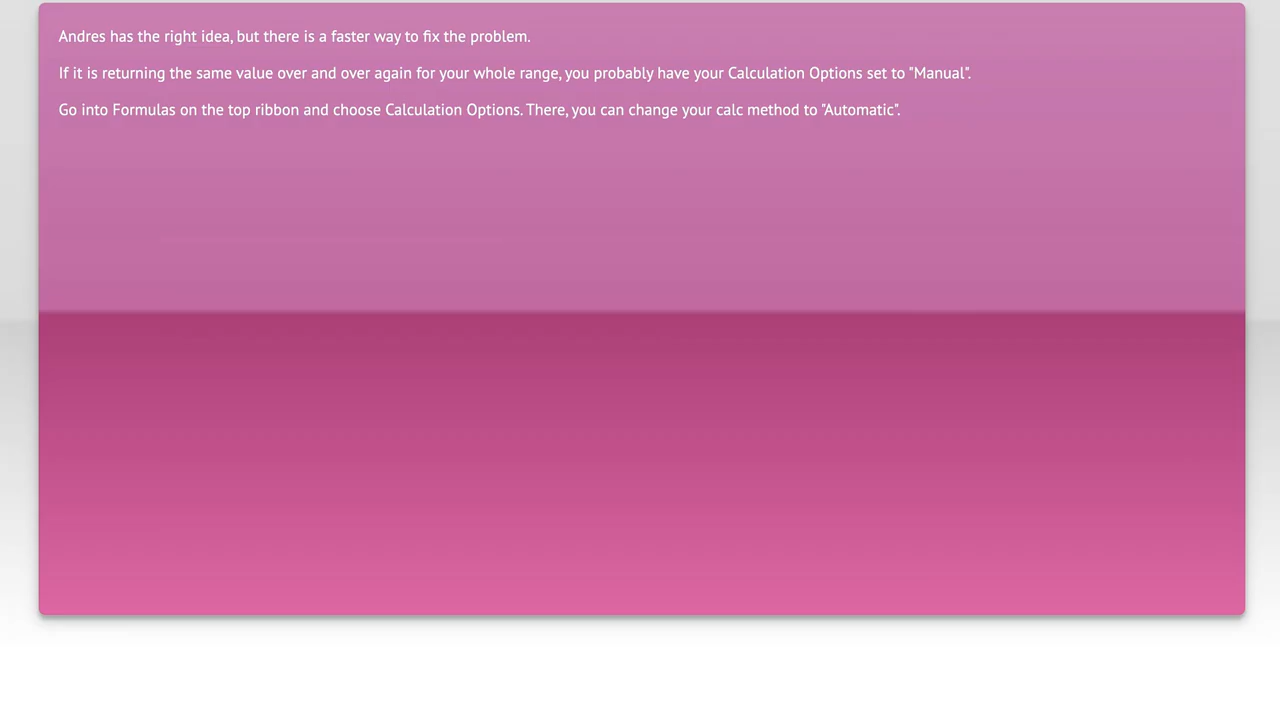 Andres has the right idea, but there is a faster way to fix the problem.
If it is returning the same value over and over again for your whole range, you probably have your Calculation Options set to "Manual".
Go into Formulas on the top ribbon and choose Calculation Options. There, you can change your calc method to "Automatic".